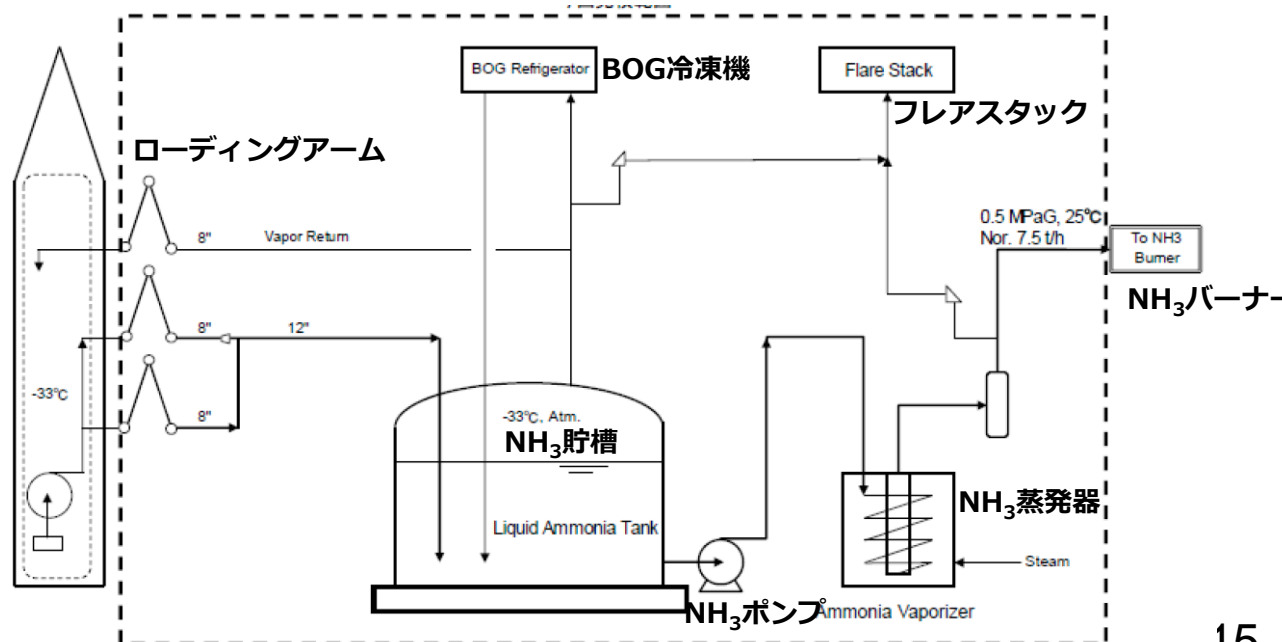 BOG Refrigerator
BOG冷凍機
Flare Stack
フレアスタック
ローディングアーム
8"
Vapor Return
0.5 MPaG, 25℃
Nor. 7.5 t/h
To NH3
Burner
NH₃バーナー
8"
12"
-33℃
8"
-33℃, Atm.
NH₃貯槽
Liquid Ammonia Tank
NH₃蒸発器
Steam
NH₃ポンプ
Ammonia Vaporizer
15